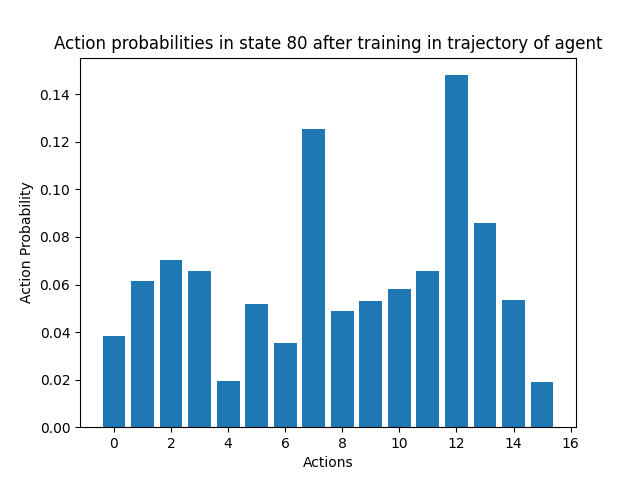 Action probabilities in state 80 after training in trajectory of agent
Action Probability
0.14
0.12
0.10
0.08
0.06
0.04
0.02
0.00
0 2 4 6 8 10 12 14 16
Actions